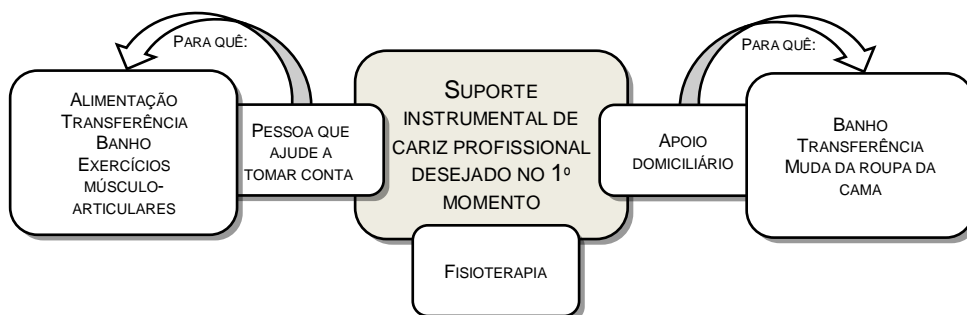 PARA QUÊ:
ALIMENTAÇÃO
TRANSFERÊNCIA
BANHO
EXERCÍCIOS
MÚSCULO-
ARTICULARES
PESSOA QUE
AJUDE A
TOMAR CONTA
SUPORTE
INSTRUMENTAL DE
CARIZ PROFISSIONAL
DESEJADO NO 1º
MOMENTO
FISIOTERAPIA
APOIO
DOMICILIÁRIO
PARA QUÊ:
BANHO
TRANSFERÊNCIA
MUDA DA ROUPA DA
CAMA